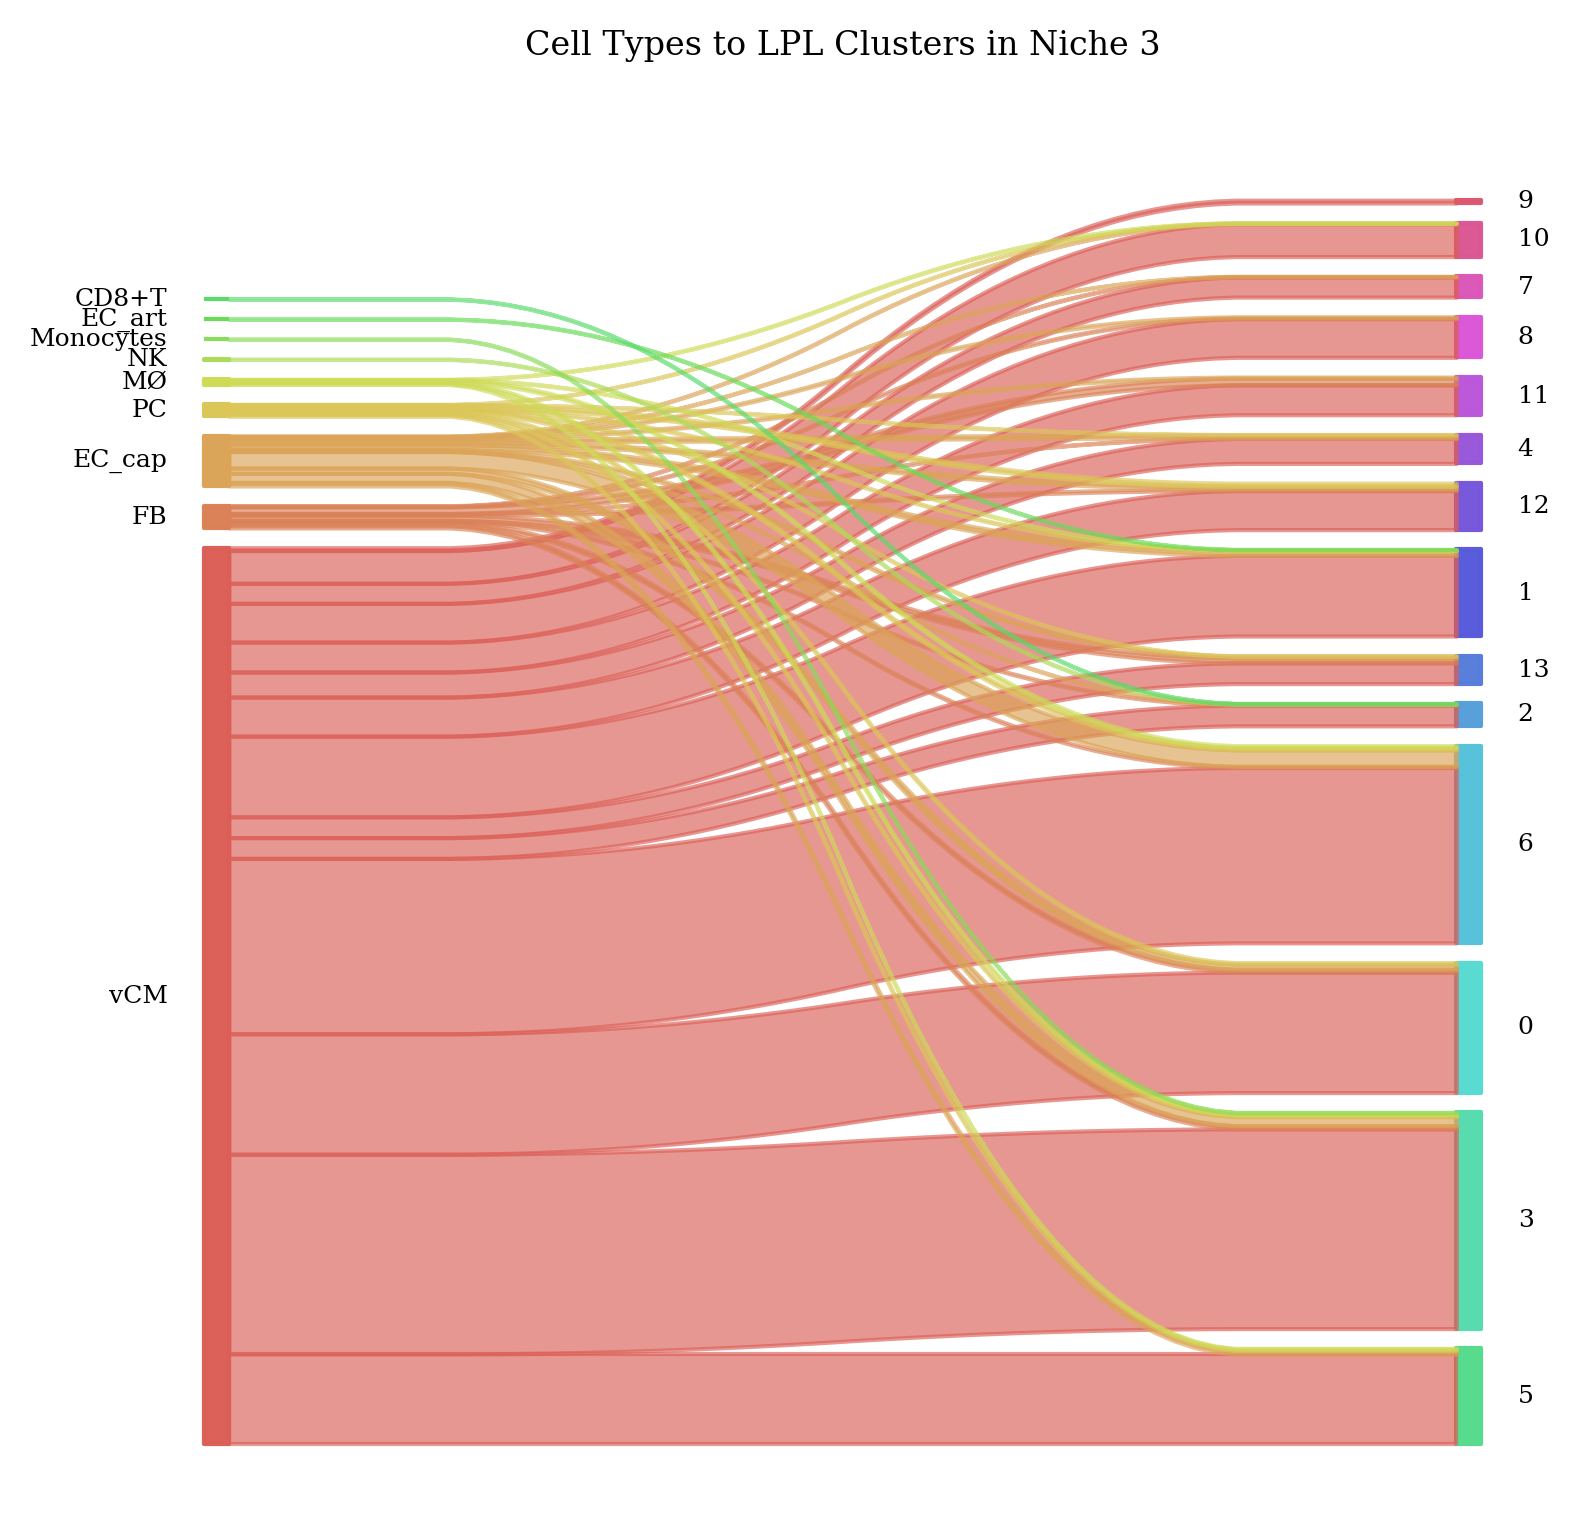 Cell Types to LPL Clusters in Niche 3
CD8+T
EC_art
Monocytes
NK
MØ
PC
EC_cap
FB
vCM
9
10
7
8
11
4
12
1
13
2
6
0
3
5